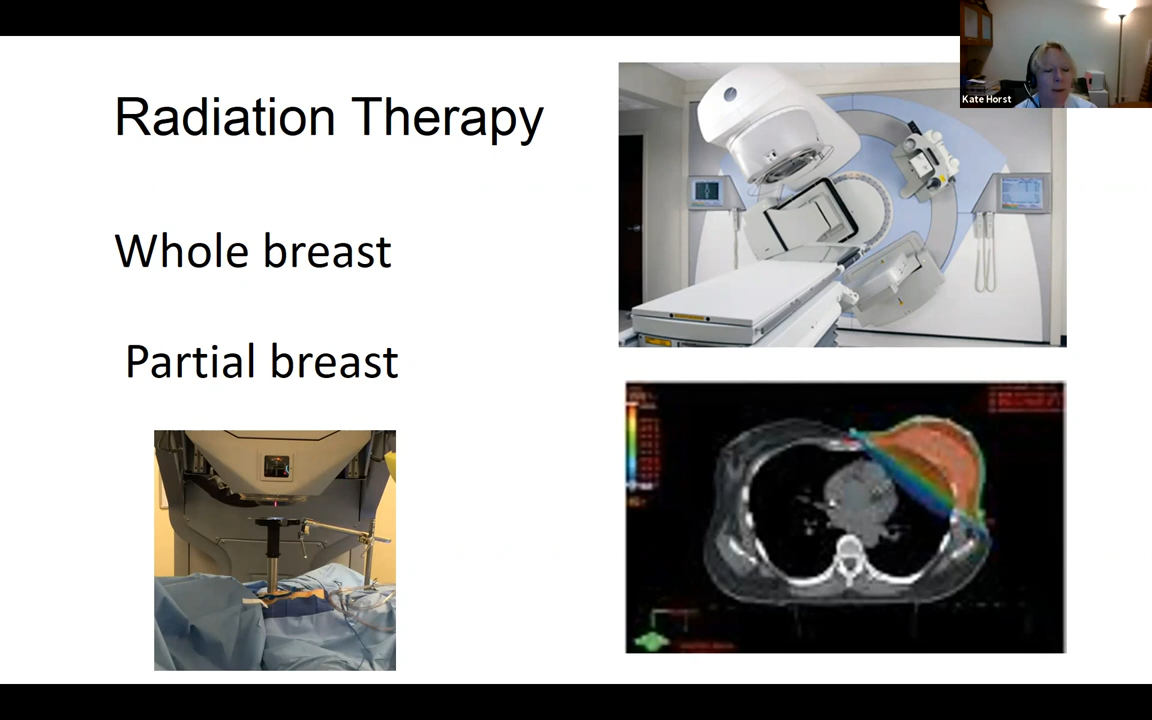 Radiation Therapy
Kate Horst
Whole breast
Partial breast